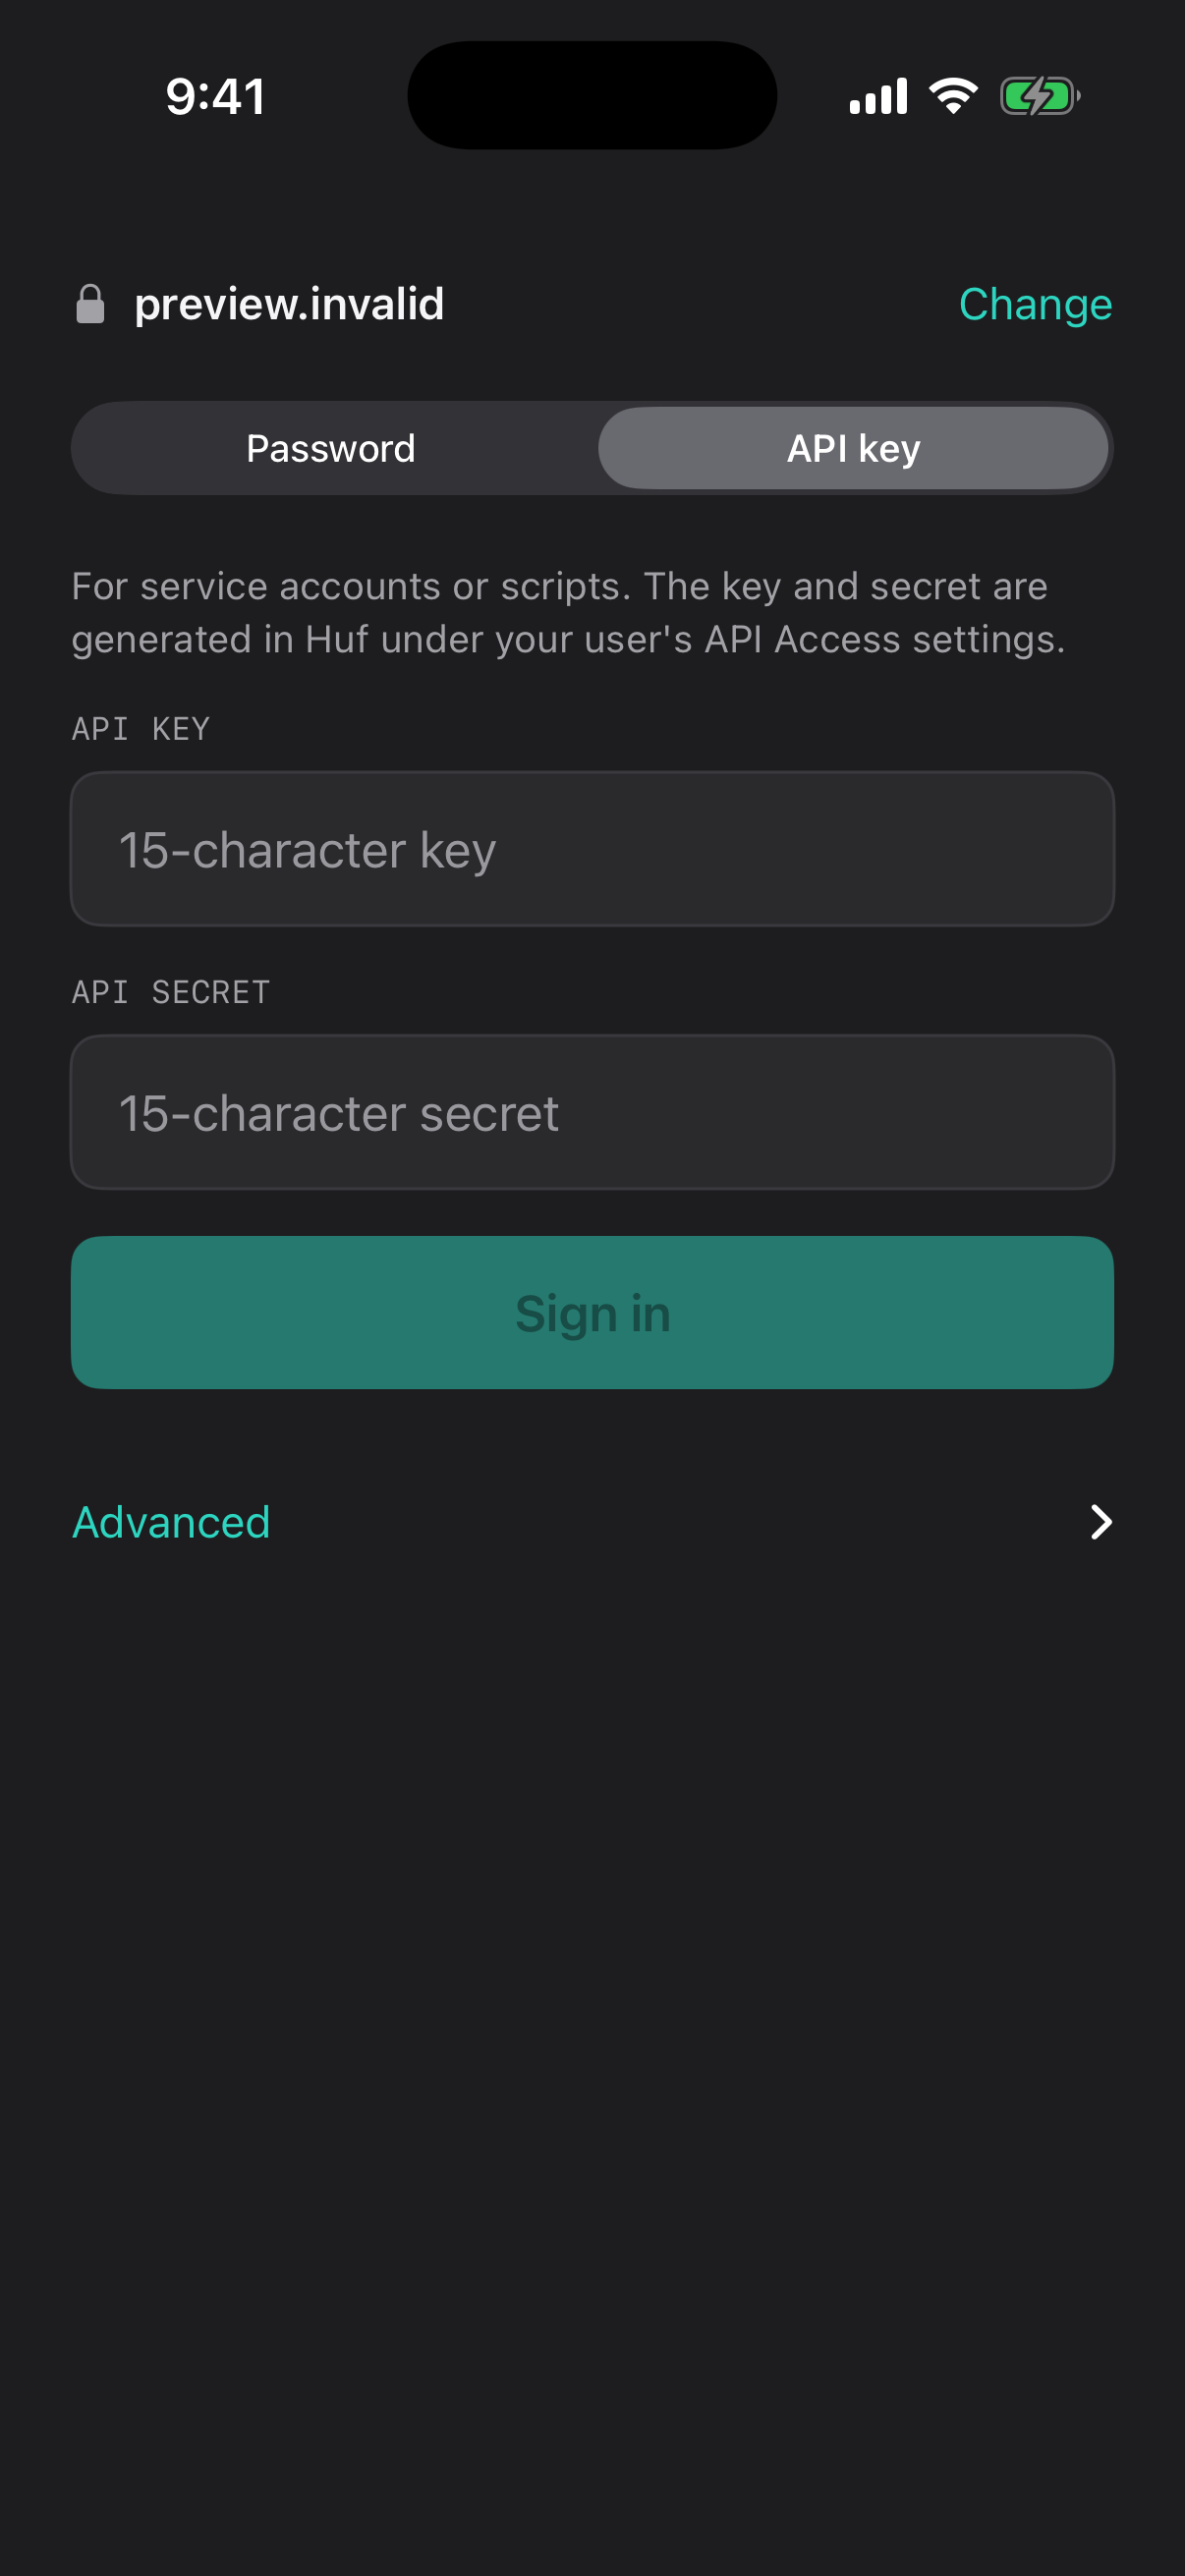 9:41
preview.invalid
Change
Password
API key
For service accounts or scripts. The key and secret are
generated in Huf under your user's API Access settings.
API KEY
15-character key
API SECRET
15-character secret
Sign in
Advanced